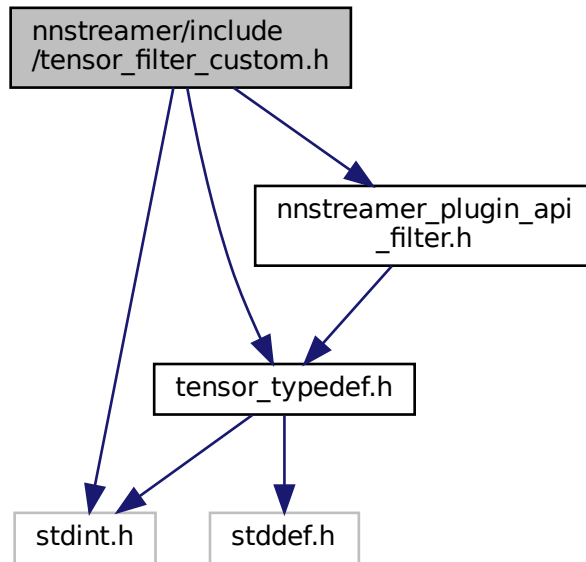 nnstreamer/include
/tensor_filter_custom.h
nnstreamer_plugin_api
_filter.h
tensor_typedef.h
stdint.h
stddef.h